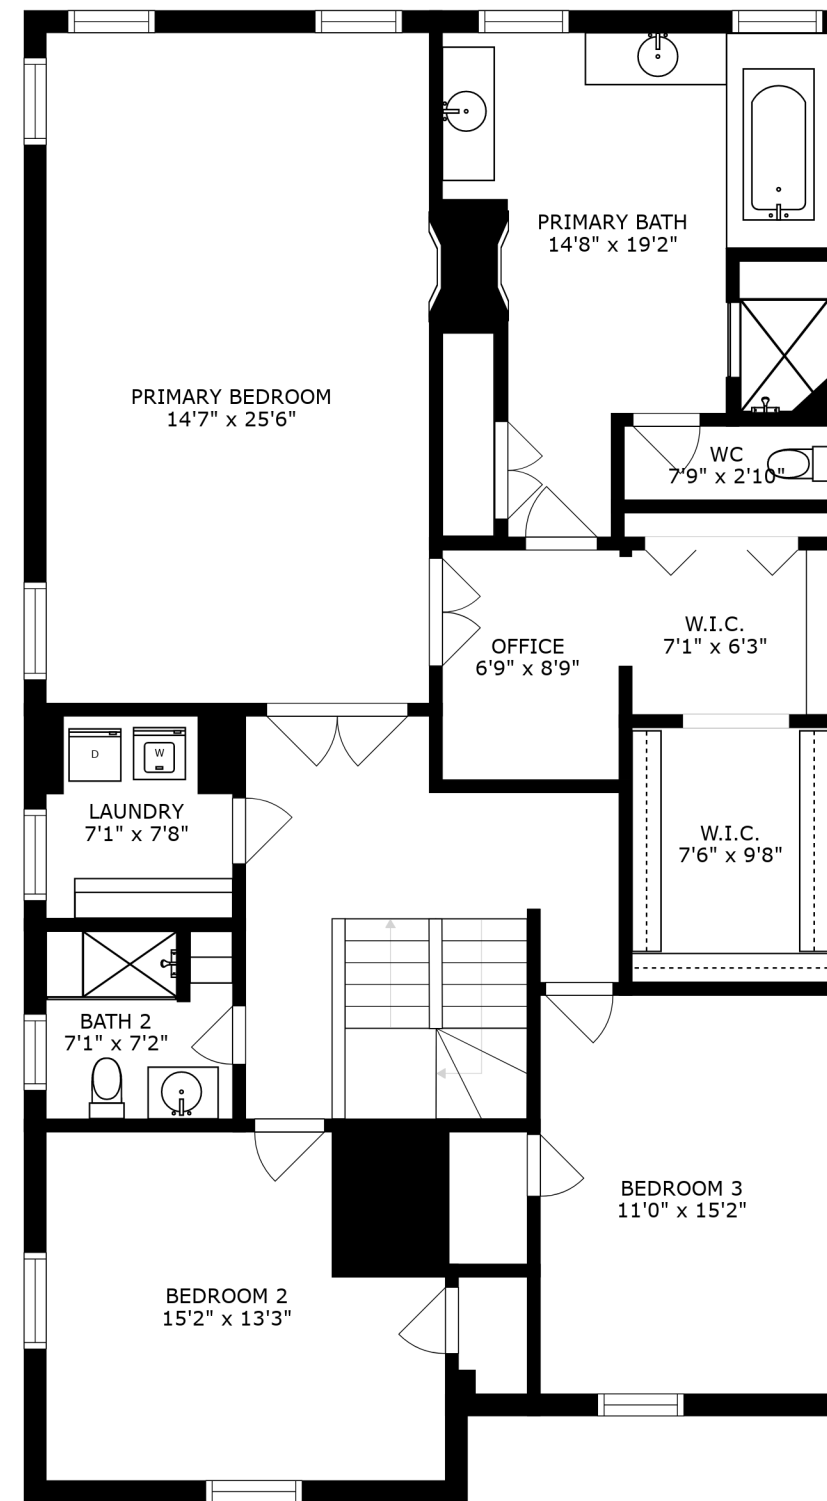 PRIMARY BATH
14'8" x 19'2"
PRIMARY BEDROOM
14'7" x 25'6"
WC
7'9" x 2'10"
W.I.C.
7'1" x 6'3"
OFFICE
6'9" x 8'9"
D
W
LAUNDRY
7'1" x 7'8"
W.I.C.
7'6" x 9'8"
BATH 2
7'1" x 7'2"
BEDROOM 3
11'0" x 15'2"
BEDROOM 2
15'2" x 13'3"